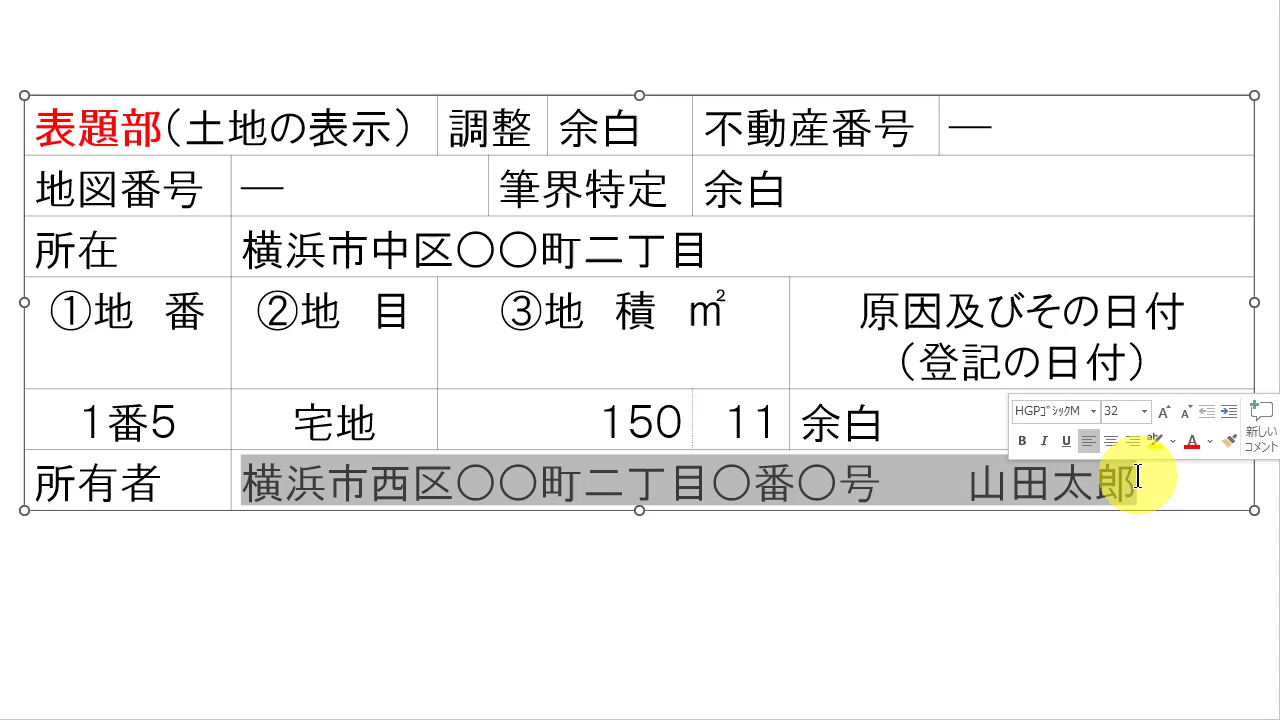 表題部(土地の表示) 調整 余白 不動産番号 ―
地図番号 ― 筆界特定 余白
所在 横浜市中区〇〇町二丁目
①地　番 ②地　目 ③地　積　㎡ 原因及びその日付
(登記の日付)
1番5 宅地 150 11 余白
所有者 横浜市西区〇〇町二丁目〇番〇号　　山田太郎
HGPｺﾞｼｯｸM 32 A A
新しい
コメント
B I U ab A